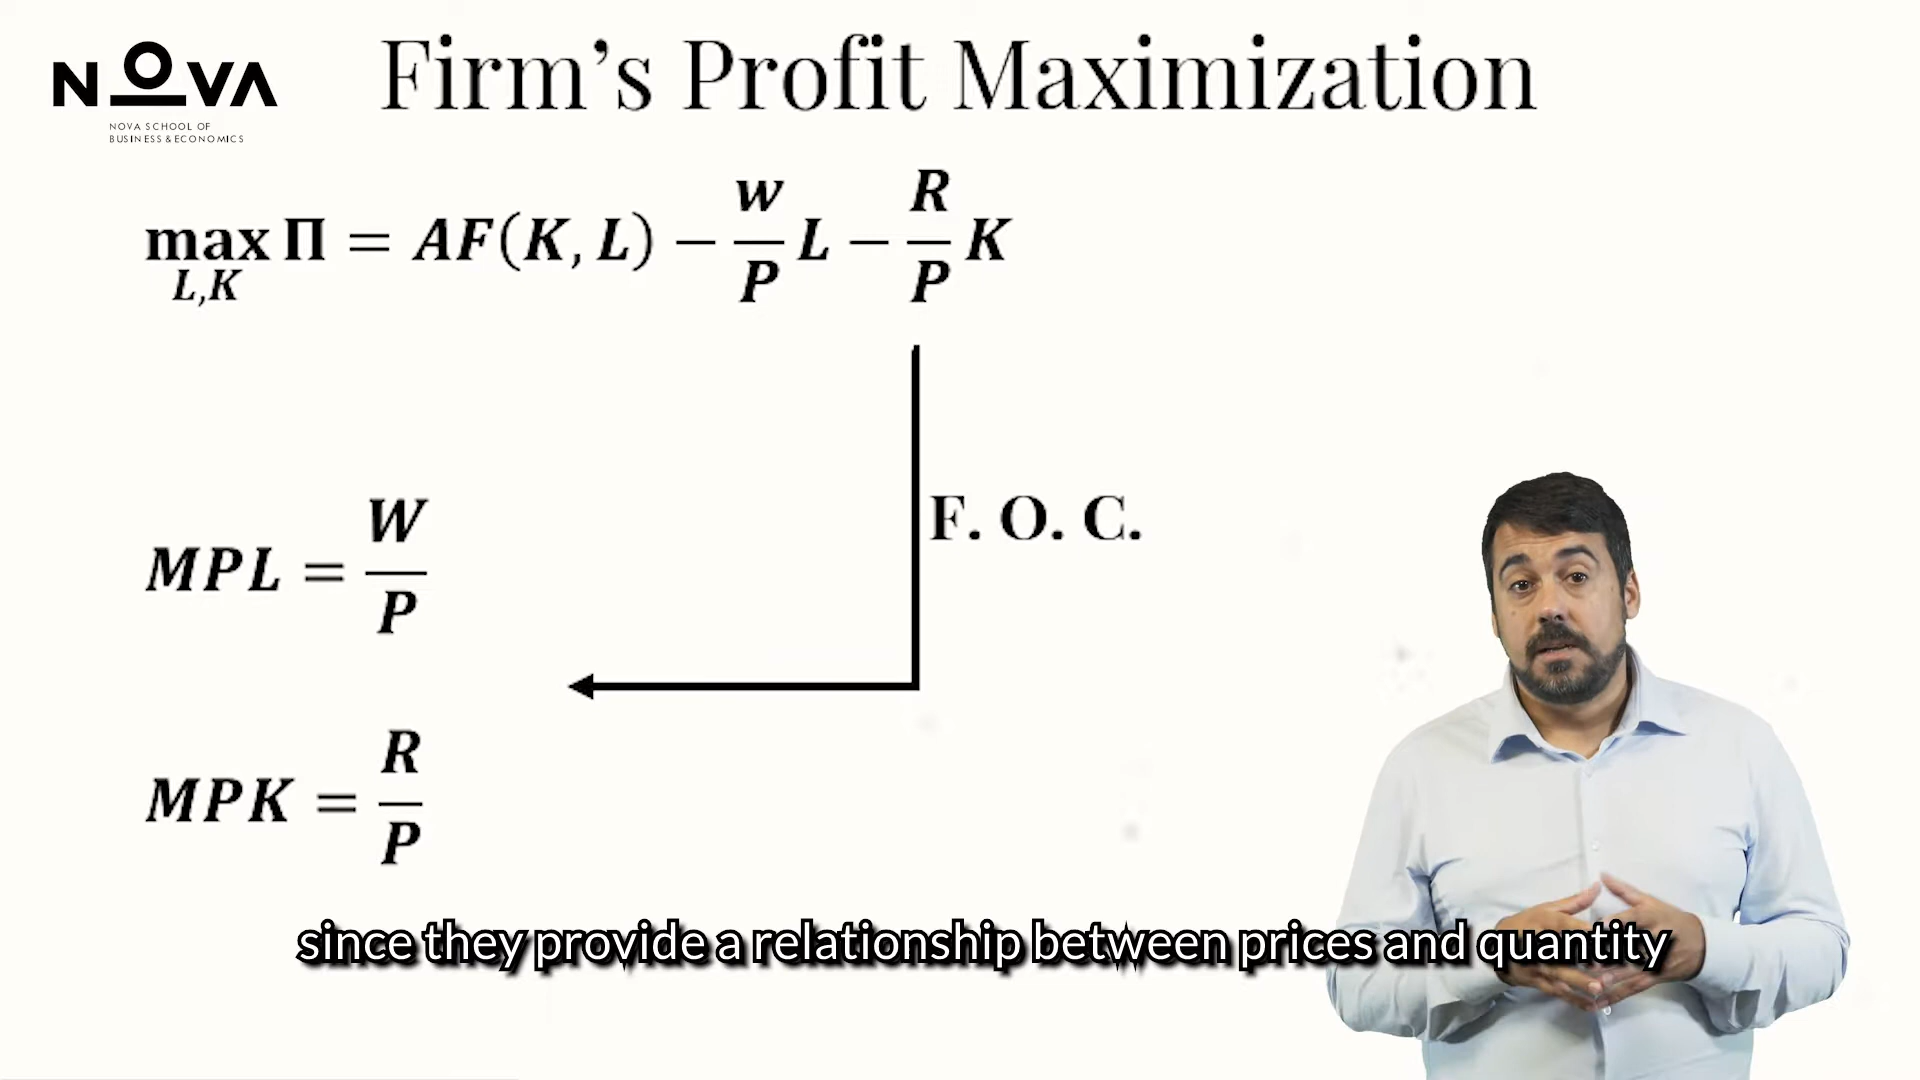 NOVA
NOVA SCHOOL OF
BUSINESS & ECONOMICS
Firm's Profit Maximization
max Π = AF(K, L) − w/P L − R/P K
L,K
F. O. C.
MPL = W/P
MPK = R/P
since they provide a relationship between prices and quantity